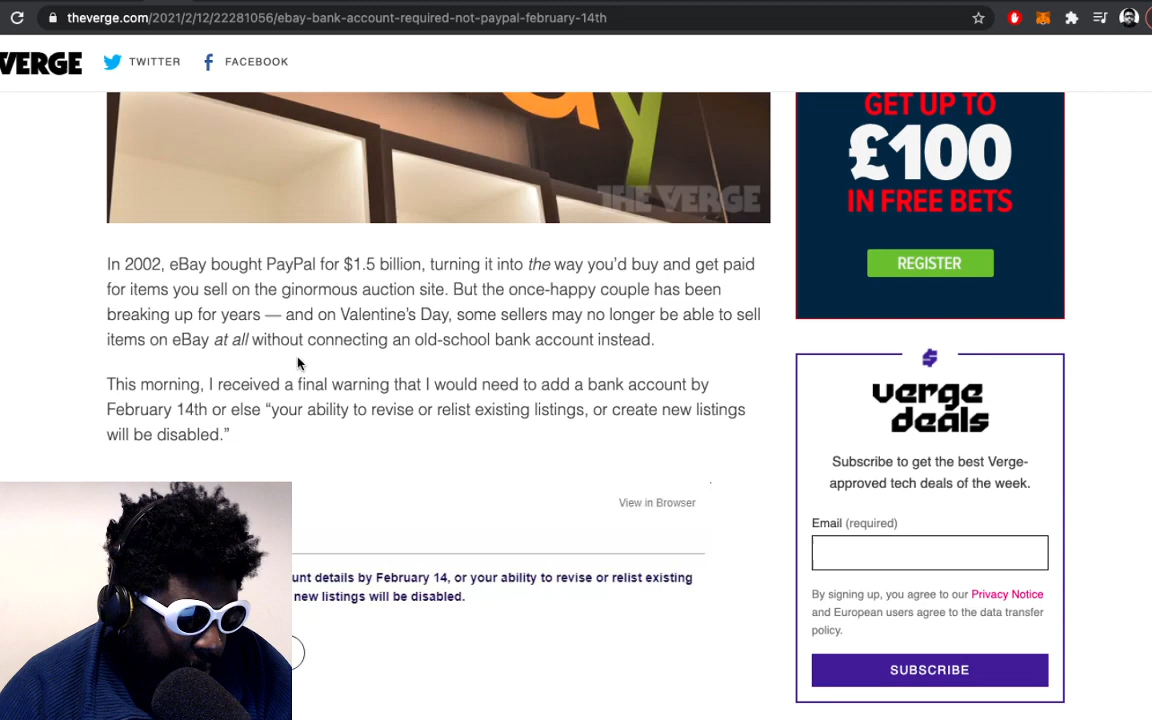 theverge.com/2021/2/12/22281056/ebay-bank-account-required-not-paypal-february-14th
VERGE TWITTER FACEBOOK
ay
THE VERGE
GET UP TO
£100
IN FREE BETS
REGISTER
In 2002, eBay bought PayPal for $1.5 billion, turning it into the way you’d buy and get paid
for items you sell on the ginormous auction site. But the once-happy couple has been
breaking up for years — and on Valentine’s Day, some sellers may no longer be able to sell
items on eBay at all without connecting an old-school bank account instead.
This morning, I received a final warning that I would need to add a bank account by
February 14th or else “your ability to revise or relist existing listings, or create new listings
will be disabled.”
View in Browser
unt details by February 14, or your ability to revise or relist existing
new listings will be disabled.
verge
deals
Subscribe to get the best Verge-
approved tech deals of the week.
Email (required)
By signing up, you agree to our Privacy Notice
and European users agree to the data transfer
policy.
SUBSCRIBE